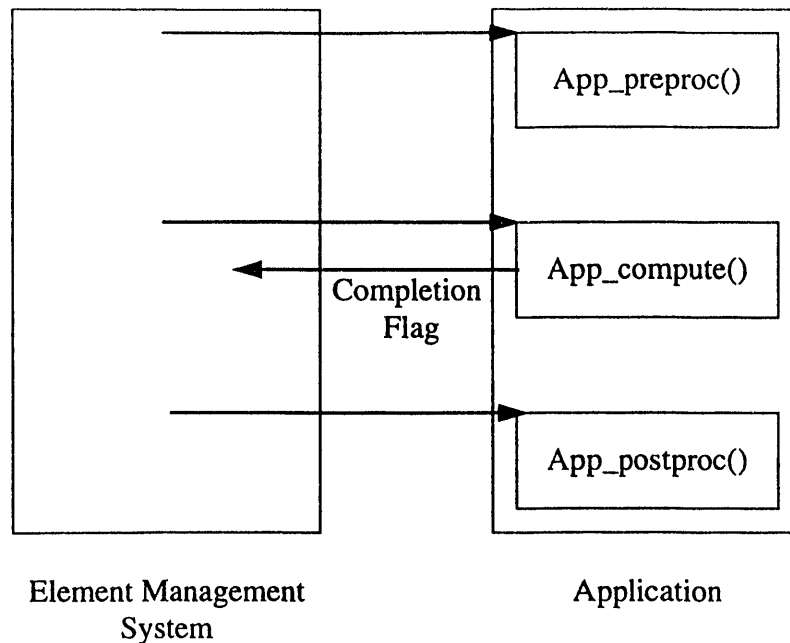 App_preproc()
App_compute()
Completion
Flag
App_postproc()
Element Management
System
Application